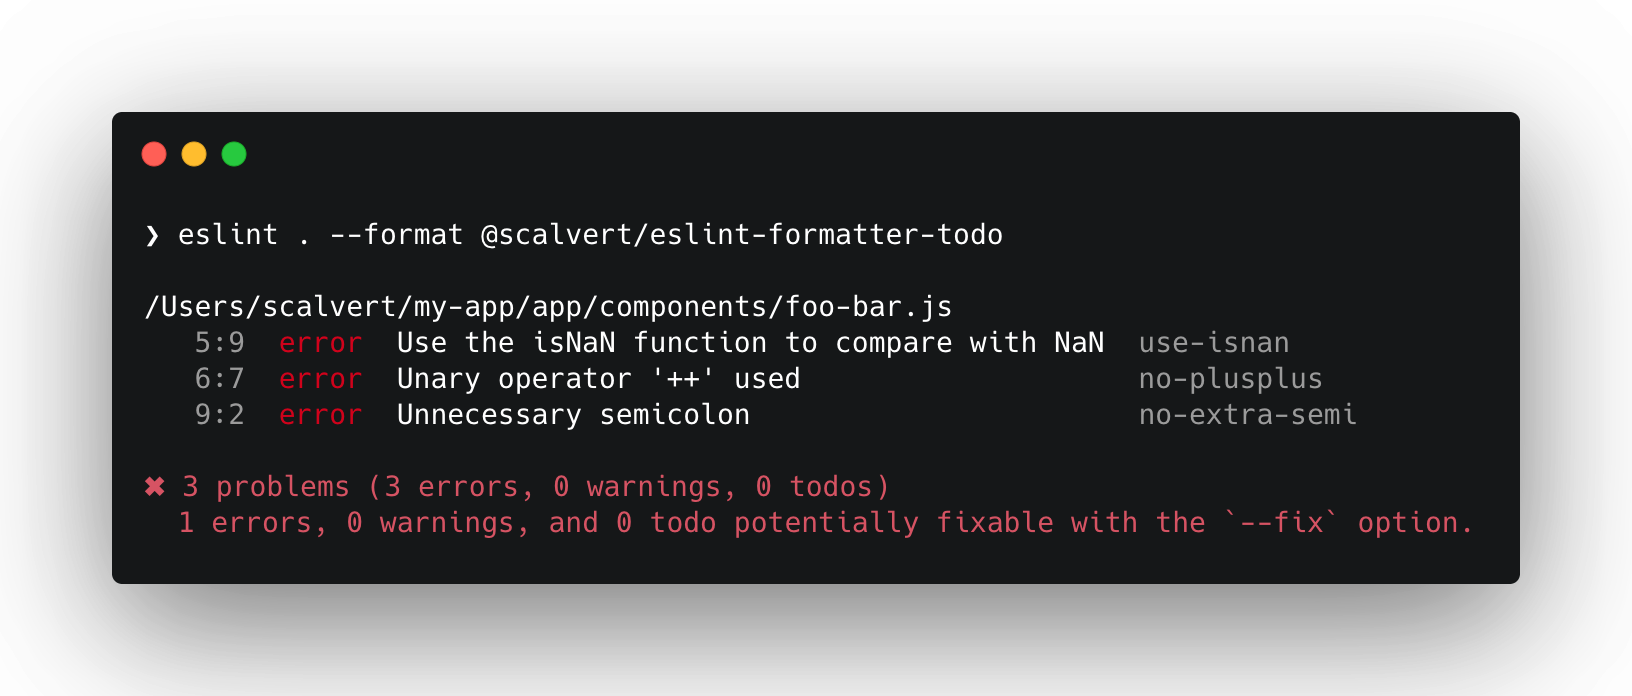 ❯ eslint . --format @scalvert/eslint-formatter-todo
/Users/scalvert/my-app/app/components/foo-bar.js
5:9 error Use the isNaN function to compare with NaN use-isnan
6:7 error Unary operator '++' used no-plusplus
9:2 error Unnecessary semicolon no-extra-semi
✖ 3 problems (3 errors, 0 warnings, 0 todos)
1 errors, 0 warnings, and 0 todo potentially fixable with the `--fix` option.